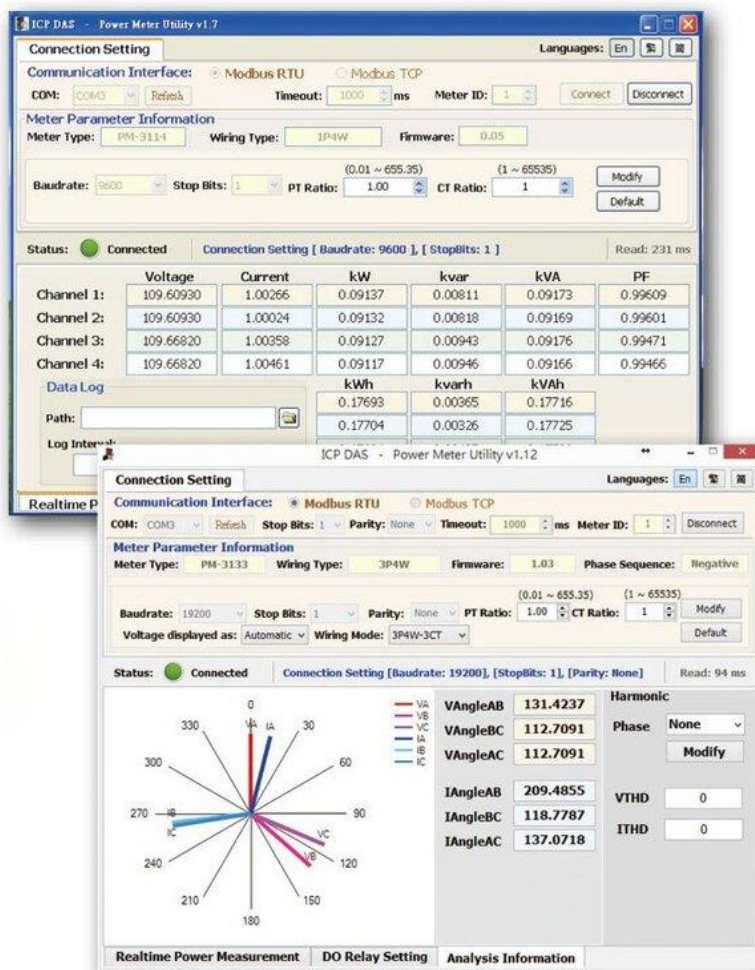 ICP DAS - Power Meter Utility v1.7
Connection Setting
Languages: En 繁 簡
Communication Interface: Modbus RTU Modbus TCP
COM: COM3 Refresh Timeout: 1000 ms Meter ID: 1 Connect Disconnect
Meter Parameter Information
Meter Type: PM-3114 Wiring Type: 1P4W Firmware: 0.05
(0.01 ~ 655.35) (1 ~ 65535)
Baudrate: 9600 Stop Bits: 1 PT Ratio: 1.00 CT Ratio: 1 Modify
Default
Status: Connected Connection Setting [ Baudrate: 9600 ], [ StopBits: 1 ] Read: 231 ms
Voltage Current kW kvar kVA PF
Channel 1: 109.60930 1.00266 0.09137 0.00811 0.09173 0.99609
Channel 2: 109.60930 1.00024 0.09132 0.00818 0.09169 0.99601
Channel 3: 109.66820 1.00358 0.09127 0.00943 0.09176 0.99471
Channel 4: 109.66820 1.00461 0.09117 0.00946 0.09166 0.99466
Data Log kWh kvarh kVAh
0.17693 0.00365 0.17716
Path: 0.17704 0.00326 0.17725
Log Interval:
Realtime P
ICP DAS - Power Meter Utility v1.12
Connection Setting
Languages: En 繁 簡
Communication Interface: Modbus RTU Modbus TCP
COM: COM3 Refresh Stop Bits: 1 Parity: None Timeout: 1000 ms Meter ID: 1 Disconnect
Meter Parameter Information
Meter Type: PM-3133 Wiring Type: 3P4W Firmware: 1.03 Phase Sequence: Negative
(0.01 ~ 655.35) (1 ~ 65535)
Baudrate: 19200 Stop Bits: 1 Parity: None PT Ratio: 1.00 CT Ratio: 1 Modify
Voltage displayed as: Automatic Wiring Mode: 3P4W-3CT Default
Status: Connected Connection Setting [Baudrate: 19200], [StopBits: 1], [Parity: None] Read: 94 ms
0
330 VA IA 30
300 60
270 IB IC 90
240 VC VB 120
210 150
180
VA
VB
VC
IA
IB
IC
VAngleAB 131.4237
VAngleBC 112.7091
VAngleAC 112.7091
IAngleAB 209.4855
IAngleBC 118.7787
IAngleAC 137.0718
Harmonic
Phase None
Modify
VTHD 0
ITHD 0
Realtime Power Measurement DO Relay Setting Analysis Information